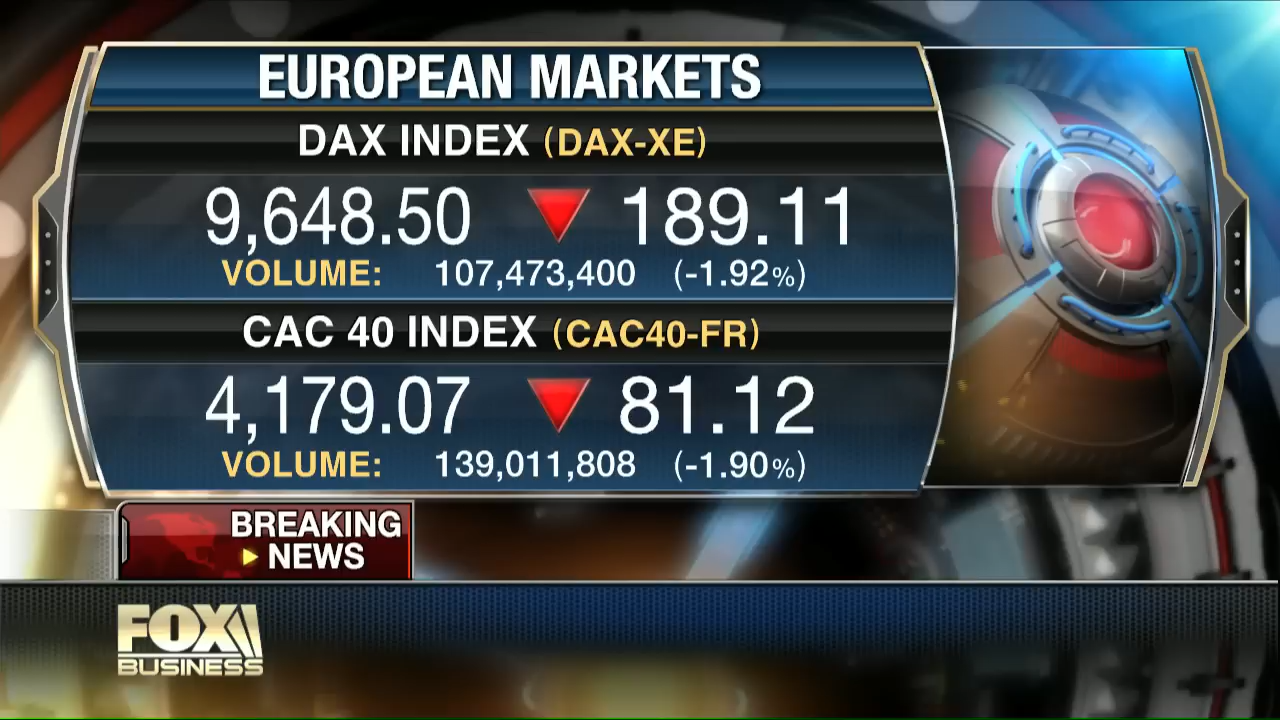 EUROPEAN MARKETS
DAX INDEX (DAX-XE)
9,648.50 ▼ 189.11
VOLUME: 107,473,400 (-1.92%)
CAC 40 INDEX (CAC40-FR)
4,179.07 ▼ 81.12
VOLUME: 139,011,808 (-1.90%)
BREAKING
NEWS
FOX
BUSINESS